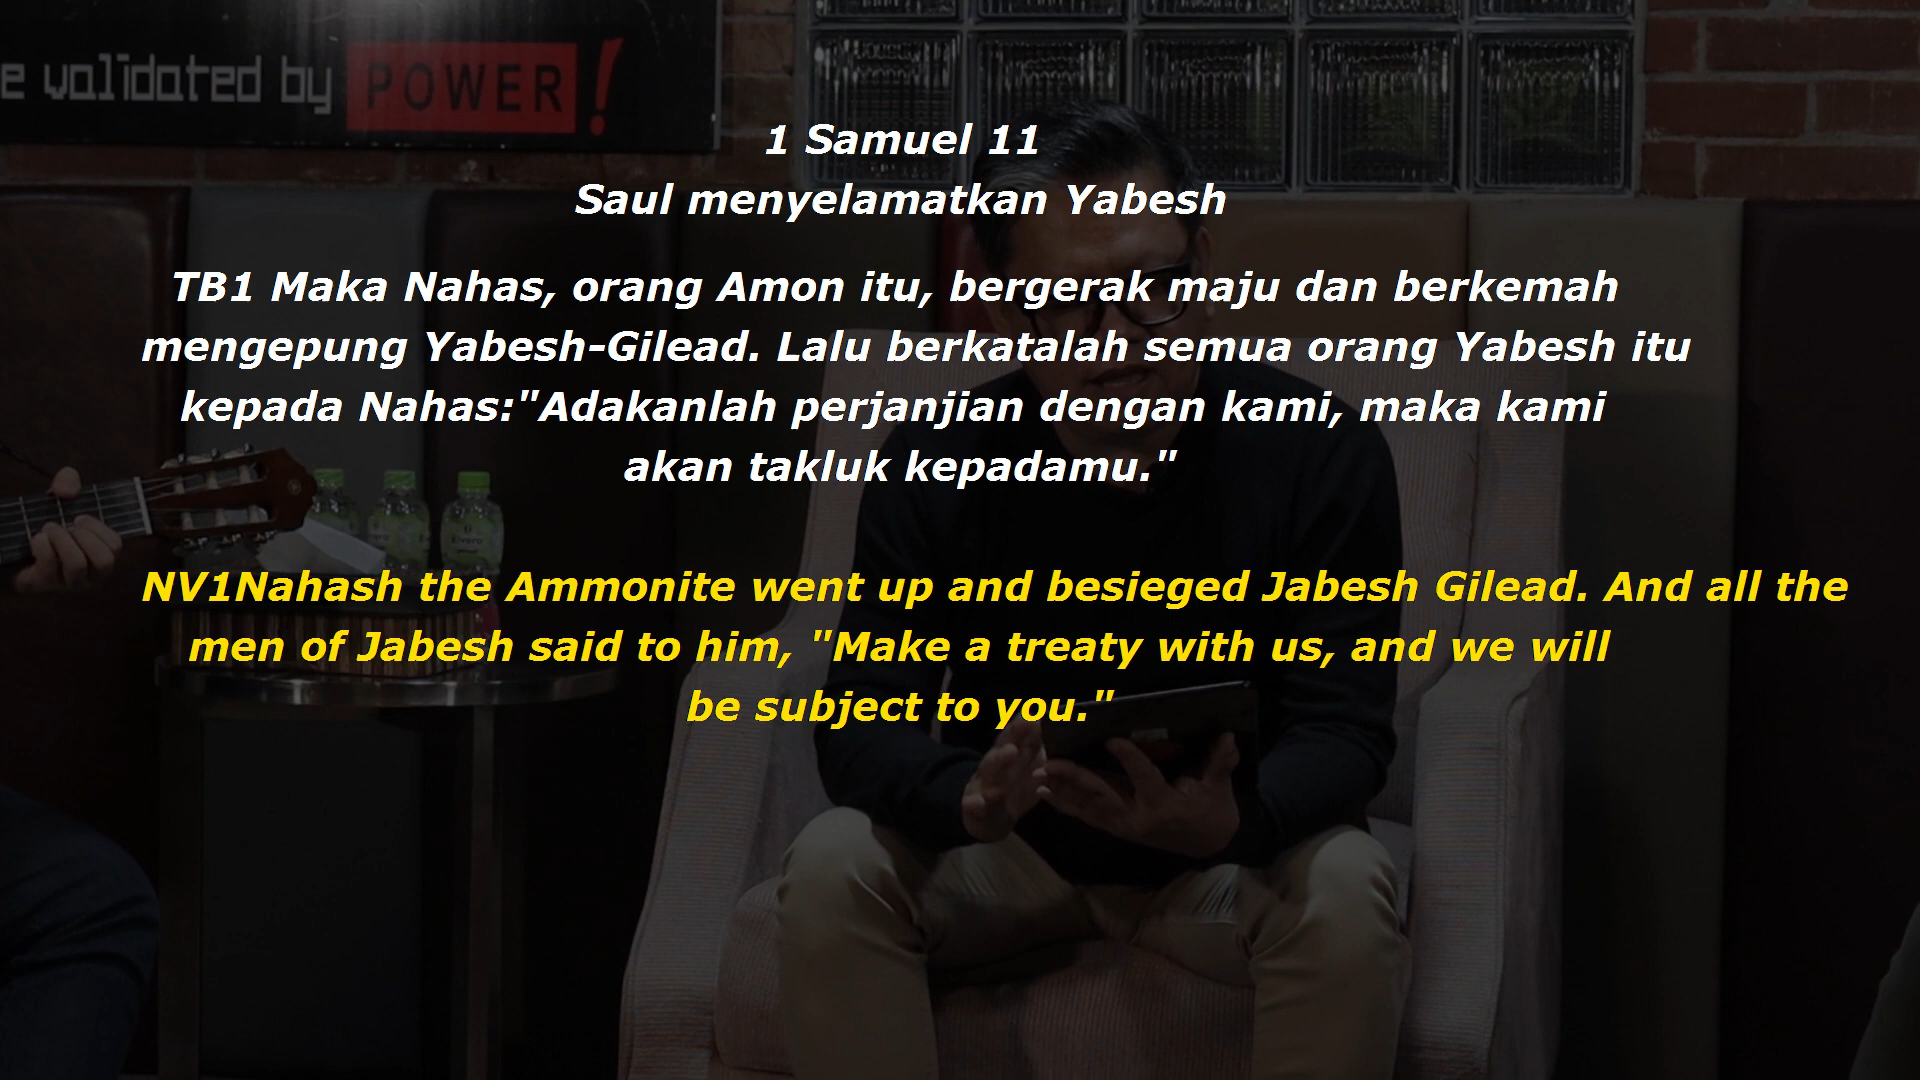 e validated by POWER!
1 Samuel 11
Saul menyelamatkan Yabesh
TB1 Maka Nahas, orang Amon itu, bergerak maju dan berkemah
mengepung Yabesh-Gilead. Lalu berkatalah semua orang Yabesh itu
kepada Nahas:"Adakanlah perjanjian dengan kami, maka kami
akan takluk kepadamu."
NV1Nahash the Ammonite went up and besieged Jabesh Gilead. And all the
men of Jabesh said to him, "Make a treaty with us, and we will
be subject to you."